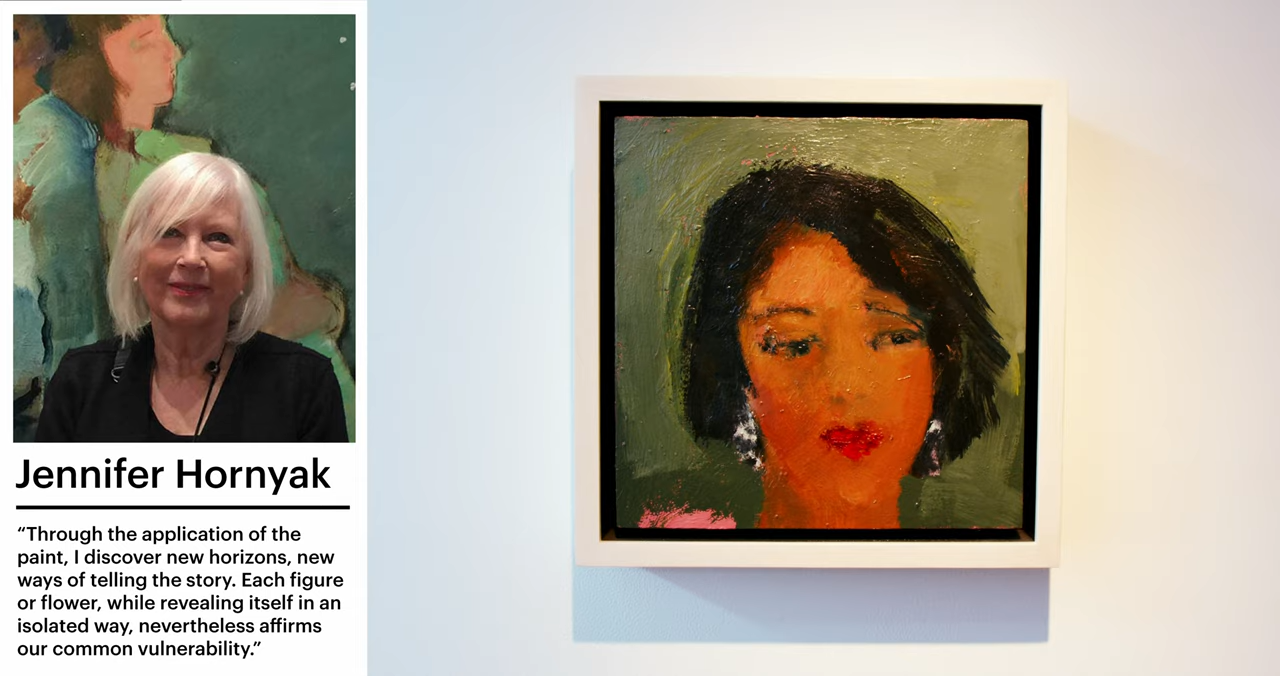 Jennifer Hornyak
“Through the application of the
paint, I discover new horizons, new
ways of telling the story. Each figure
or flower, while revealing itself in an
isolated way, nevertheless affirms
our common vulnerability.”